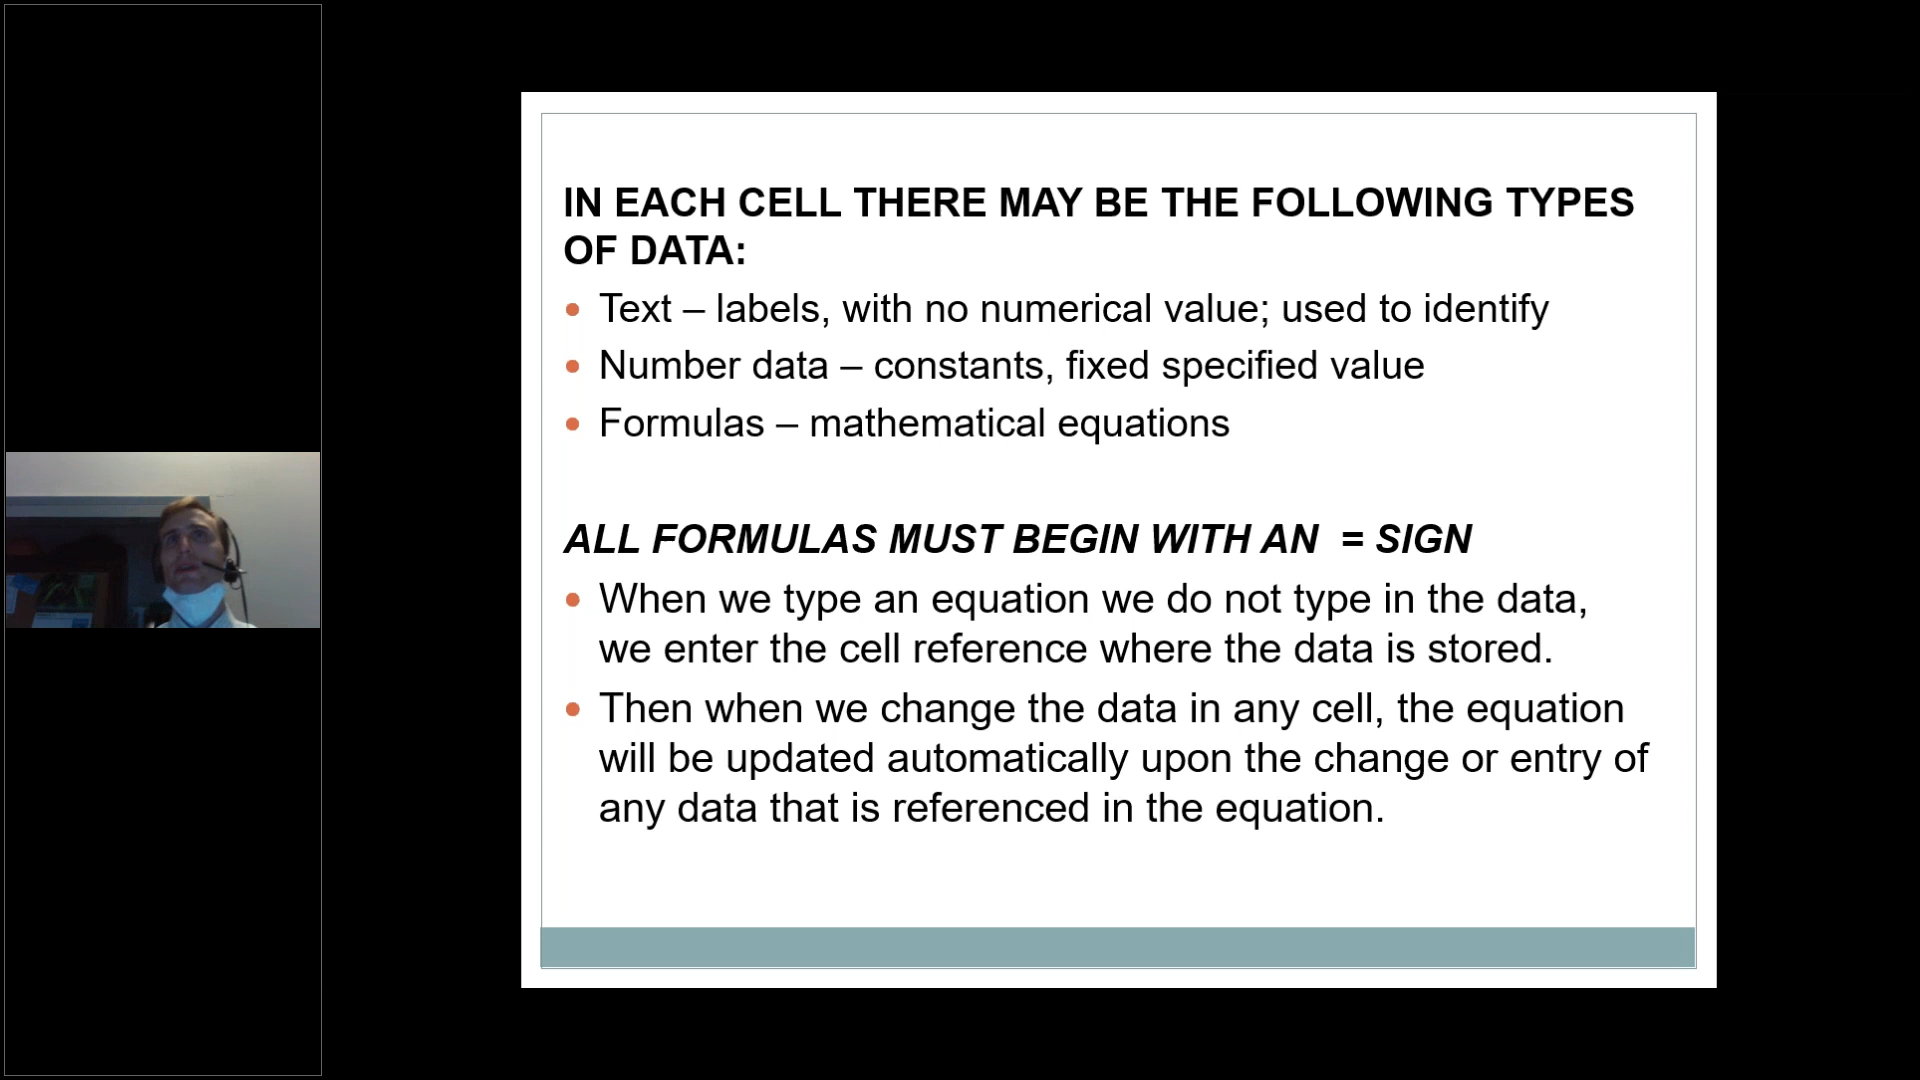 IN EACH CELL THERE MAY BE THE FOLLOWING TYPES
OF DATA:
• Text – labels, with no numerical value; used to identify
• Number data – constants, fixed specified value
• Formulas – mathematical equations
ALL FORMULAS MUST BEGIN WITH AN = SIGN
• When we type an equation we do not type in the data,
we enter the cell reference where the data is stored.
• Then when we change the data in any cell, the equation
will be updated automatically upon the change or entry of
any data that is referenced in the equation.